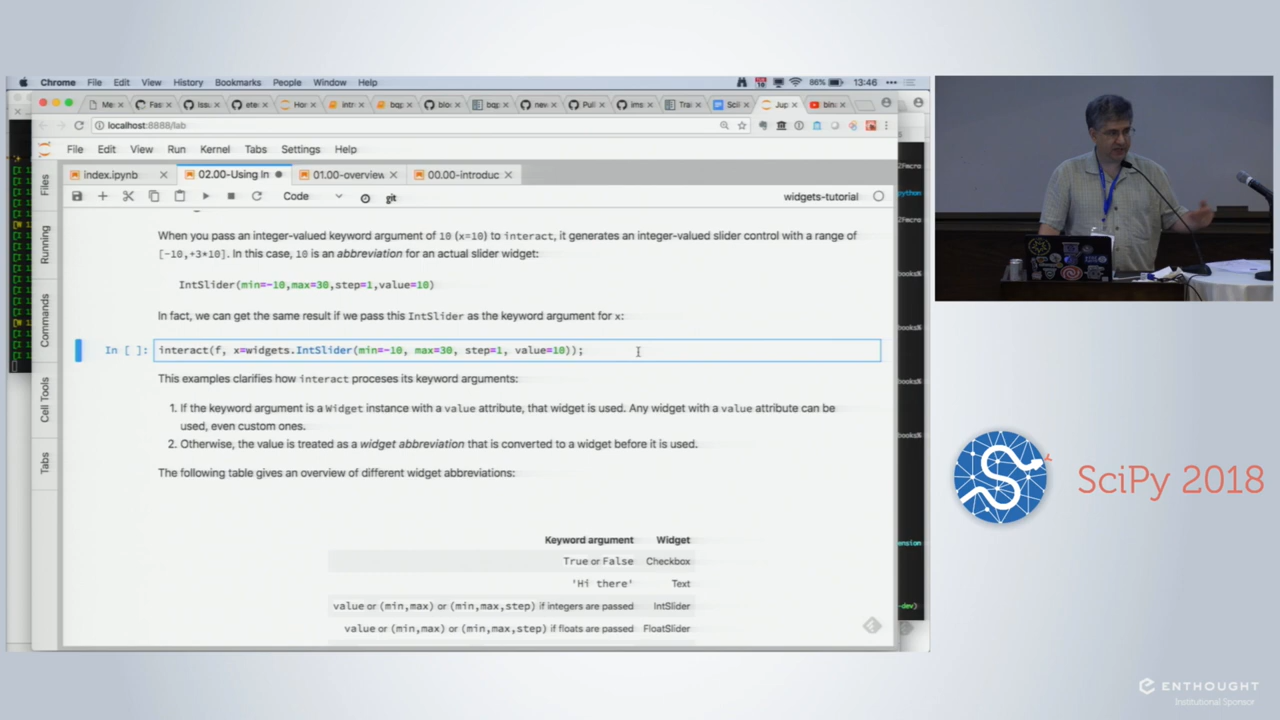 Chrome File Edit View History Bookmarks People Window Help 86% 13:46
localhost:8888/lab
File Edit View Run Kernel Tabs Settings Help
index.ipynb 02.00-Using In 01.00-overview 00.00-introduc
Code git widgets-tutorial
Files
Running
Commands
Cell Tools
Tabs
When you pass an integer-valued keyword argument of 10 (x=10) to interact, it generates an integer-valued slider control with a range of
[-10,+3*10]. In this case, 10 is an abbreviation for an actual slider widget:
IntSlider(min=-10,max=30,step=1,value=10)
In fact, we can get the same result if we pass this IntSlider as the keyword argument for x:
In [ ]: interact(f, x=widgets.IntSlider(min=-10, max=30, step=1, value=10));
This examples clarifies how interact proceses its keyword arguments:
1. If the keyword argument is a Widget instance with a value attribute, that widget is used. Any widget with a value attribute can be
used, even custom ones.
2. Otherwise, the value is treated as a widget abbreviation that is converted to a widget before it is used.
The following table gives an overview of different widget abbreviations:
Keyword argument Widget
True or False Checkbox
'Hi there' Text
value or (min,max) or (min,max,step) if integers are passed IntSlider
value or (min,max) or (min,max,step) if floats are passed FloatSlider
SciPy 2018
ENTHOUGHT
Institutional Sponsor